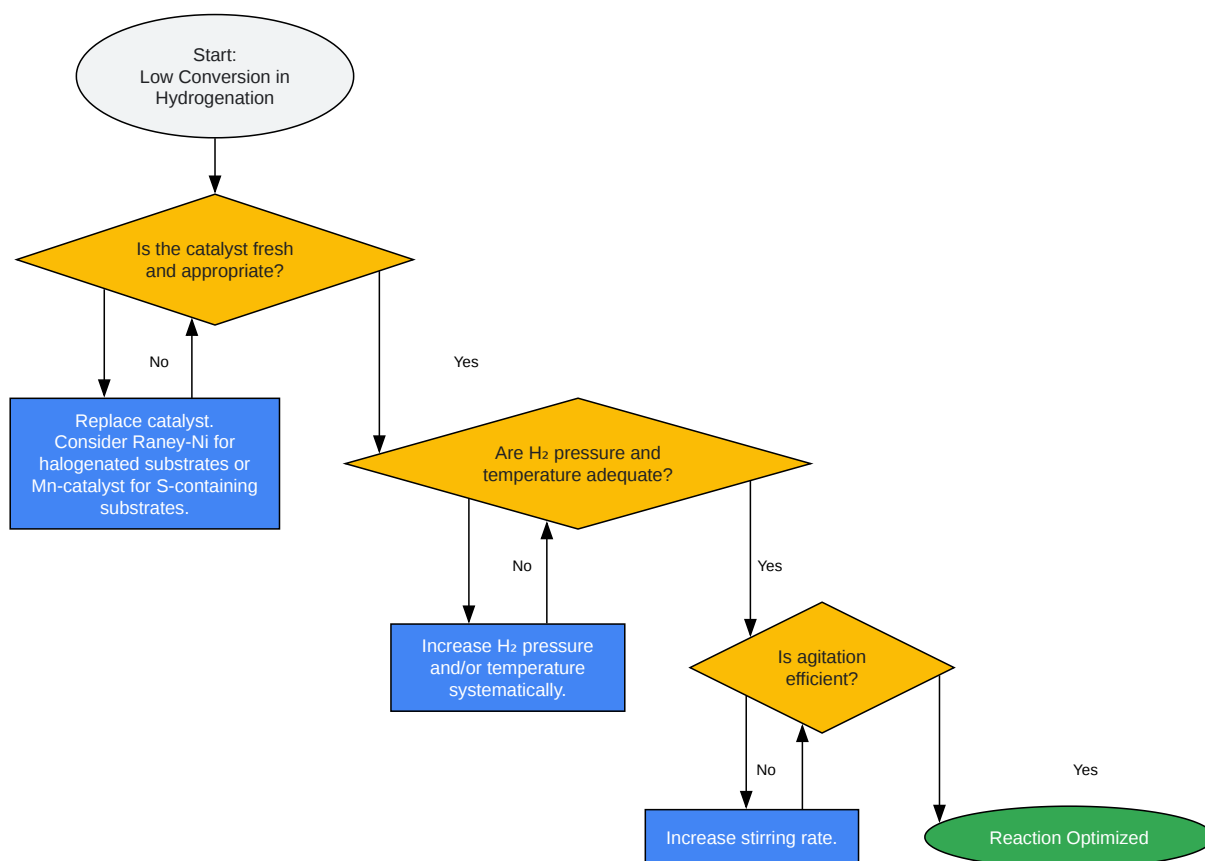 Start:
Low Conversion in
Hydrogenation
Is the catalyst fresh
and appropriate?
No
Yes
Replace catalyst.
Consider Raney-Ni for
halogenated substrates or
Mn-catalyst for S-containing
substrates.
Are H₂ pressure and
temperature adequate?
No
Yes
Increase H₂ pressure
and/or temperature
systematically.
Is agitation
efficient?
No
Yes
Increase stirring rate.
Reaction Optimized